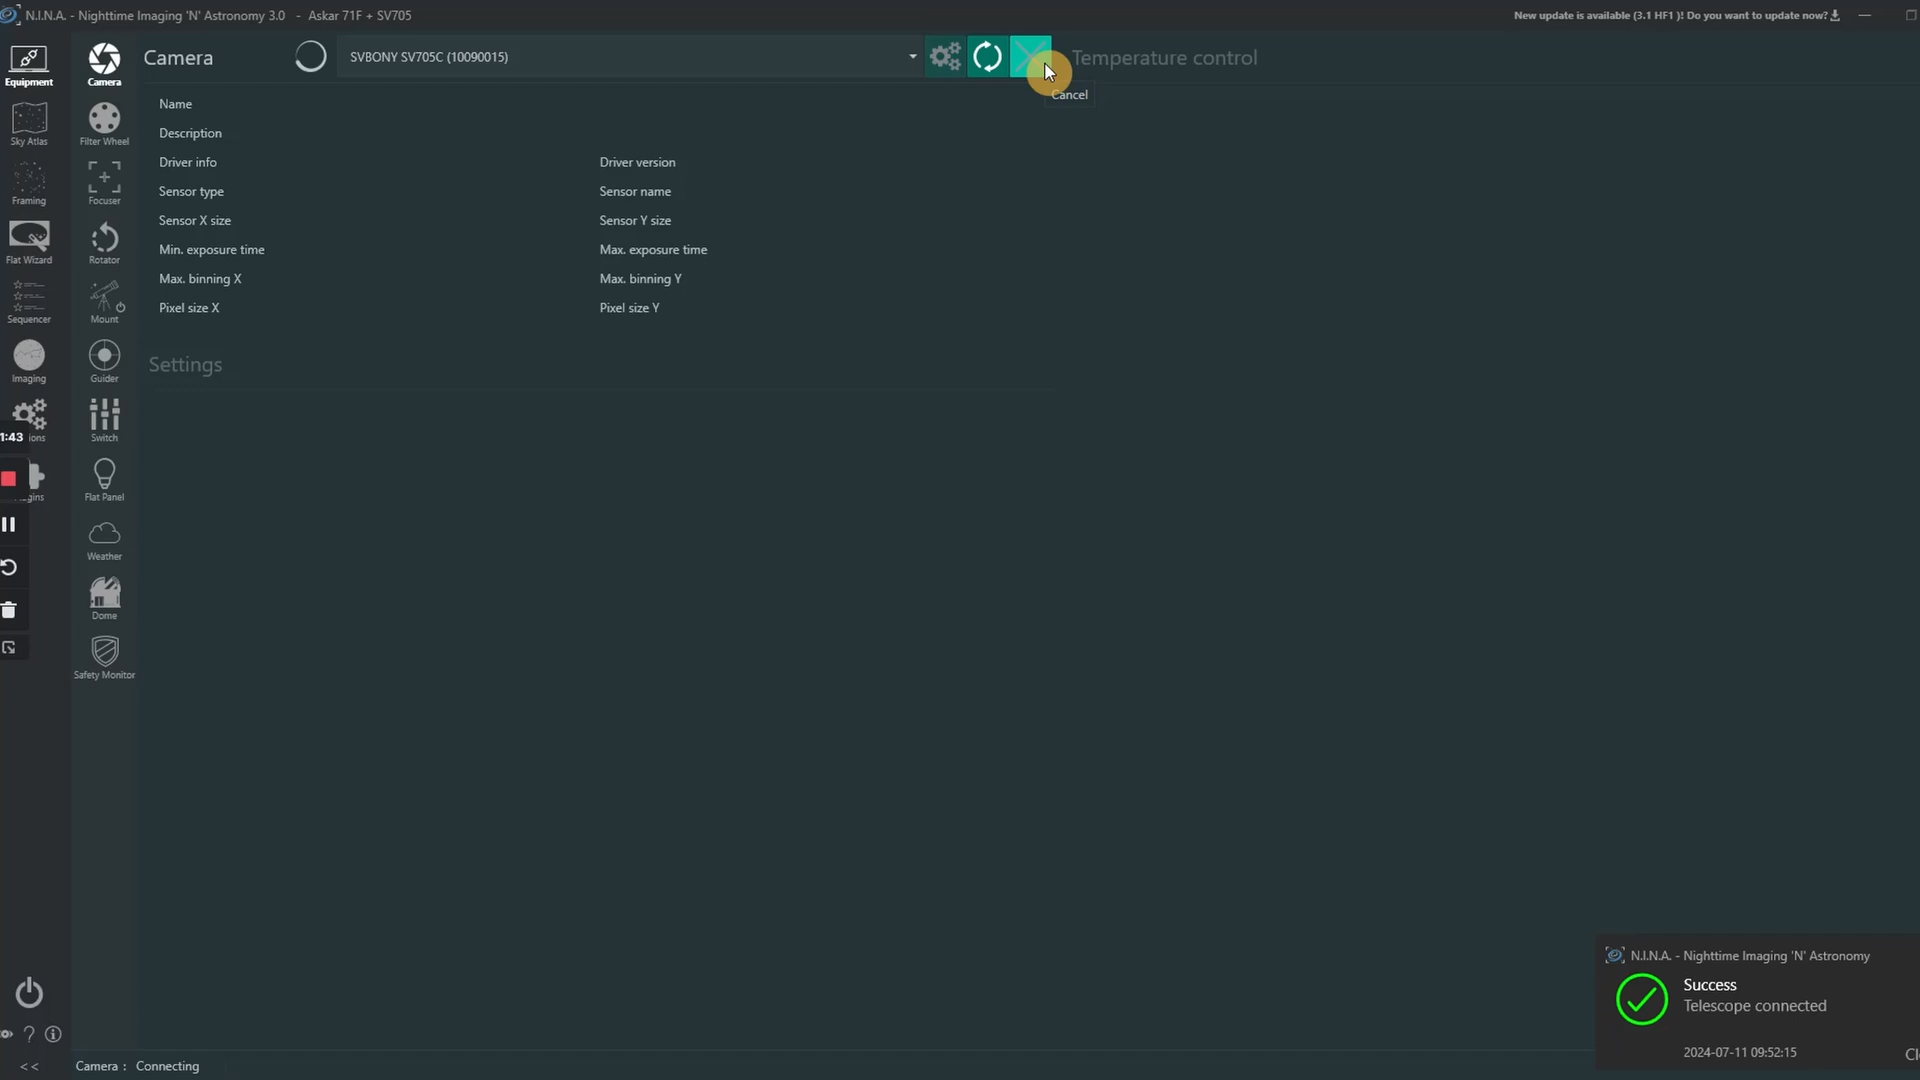 N.I.N.A. - Nighttime Imaging 'N' Astronomy 3.0 - Askar 71F + SV705
New update is available (3.1 HF1 )! Do you want to update now?
Equipment
Camera
Camera
SVBONY SV705C (10090015)
Temperature control
Cancel
Name
Description
Driver info
Driver version
Sensor type
Sensor name
Sensor X size
Sensor Y size
Min. exposure time
Max. exposure time
Max. binning X
Max. binning Y
Pixel size X
Pixel size Y
Settings
Sky Atlas
Filter Wheel
Framing
Focuser
Flat Wizard
Rotator
Sequencer
Mount
Imaging
Guider
1:43
ions
Switch
gins
Flat Panel
Weather
Dome
Safety Monitor
N.I.N.A. - Nighttime Imaging 'N' Astronomy
Success
Telescope connected
2024-07-11 09:52:15
Cl
<<
Camera : Connecting